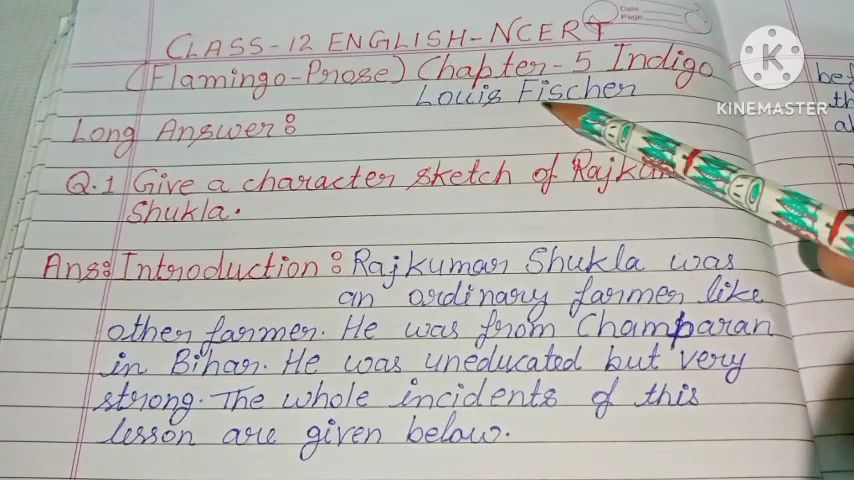 Date
Page
CLASS-12 ENGLISH-NCERT
(Flamingo-Prose) Chapter-5 Indigo
Louis Fischer
KINEMASTER
Long Answer:
Q.1 Give a character sketch of
Shukla.
Ans: Introduction: Rajkumar Shukla was
an ordinary farmer like
other farmer. He was from Champaran
in Bihar. He was uneducated but very
strong. The whole incidents of this
lesson are given below.